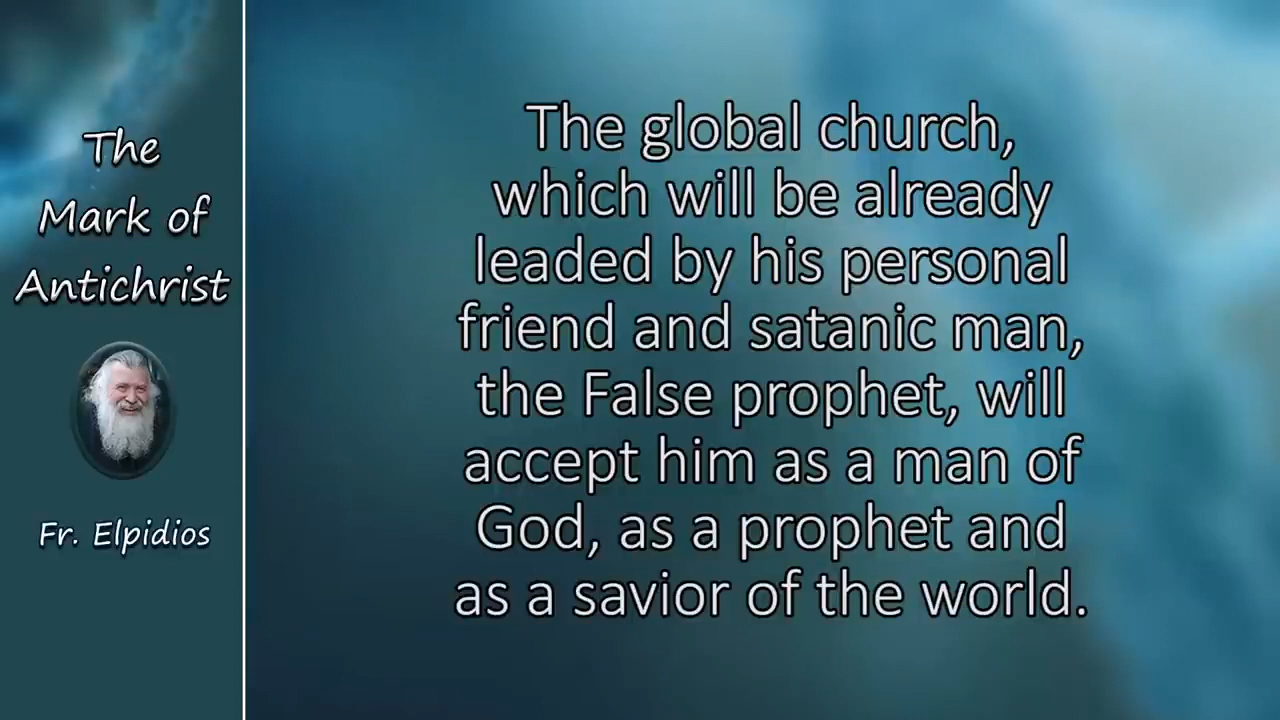 The
Mark of
Antichrist
Fr. Elpidios
The global church,
which will be already
leaded by his personal
friend and satanic man,
the False prophet, will
accept him as a man of
God, as a prophet and
as a savior of the world.